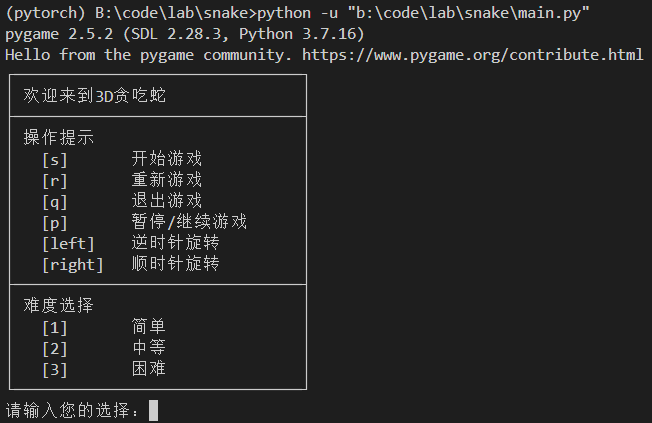 (pytorch) B:\code\lab\snake>python -u "b:\code\lab\snake\main.py"
pygame 2.5.2 (SDL 2.28.3, Python 3.7.16)
Hello from the pygame community. https://www.pygame.org/contribute.html
欢迎来到3D贪吃蛇
操作提示
[s] 开始游戏
[r] 重新游戏
[q] 退出游戏
[p] 暂停/继续游戏
[left] 逆时针旋转
[right] 顺时针旋转
难度选择
[1] 简单
[2] 中等
[3] 困难
请输入您的选择: